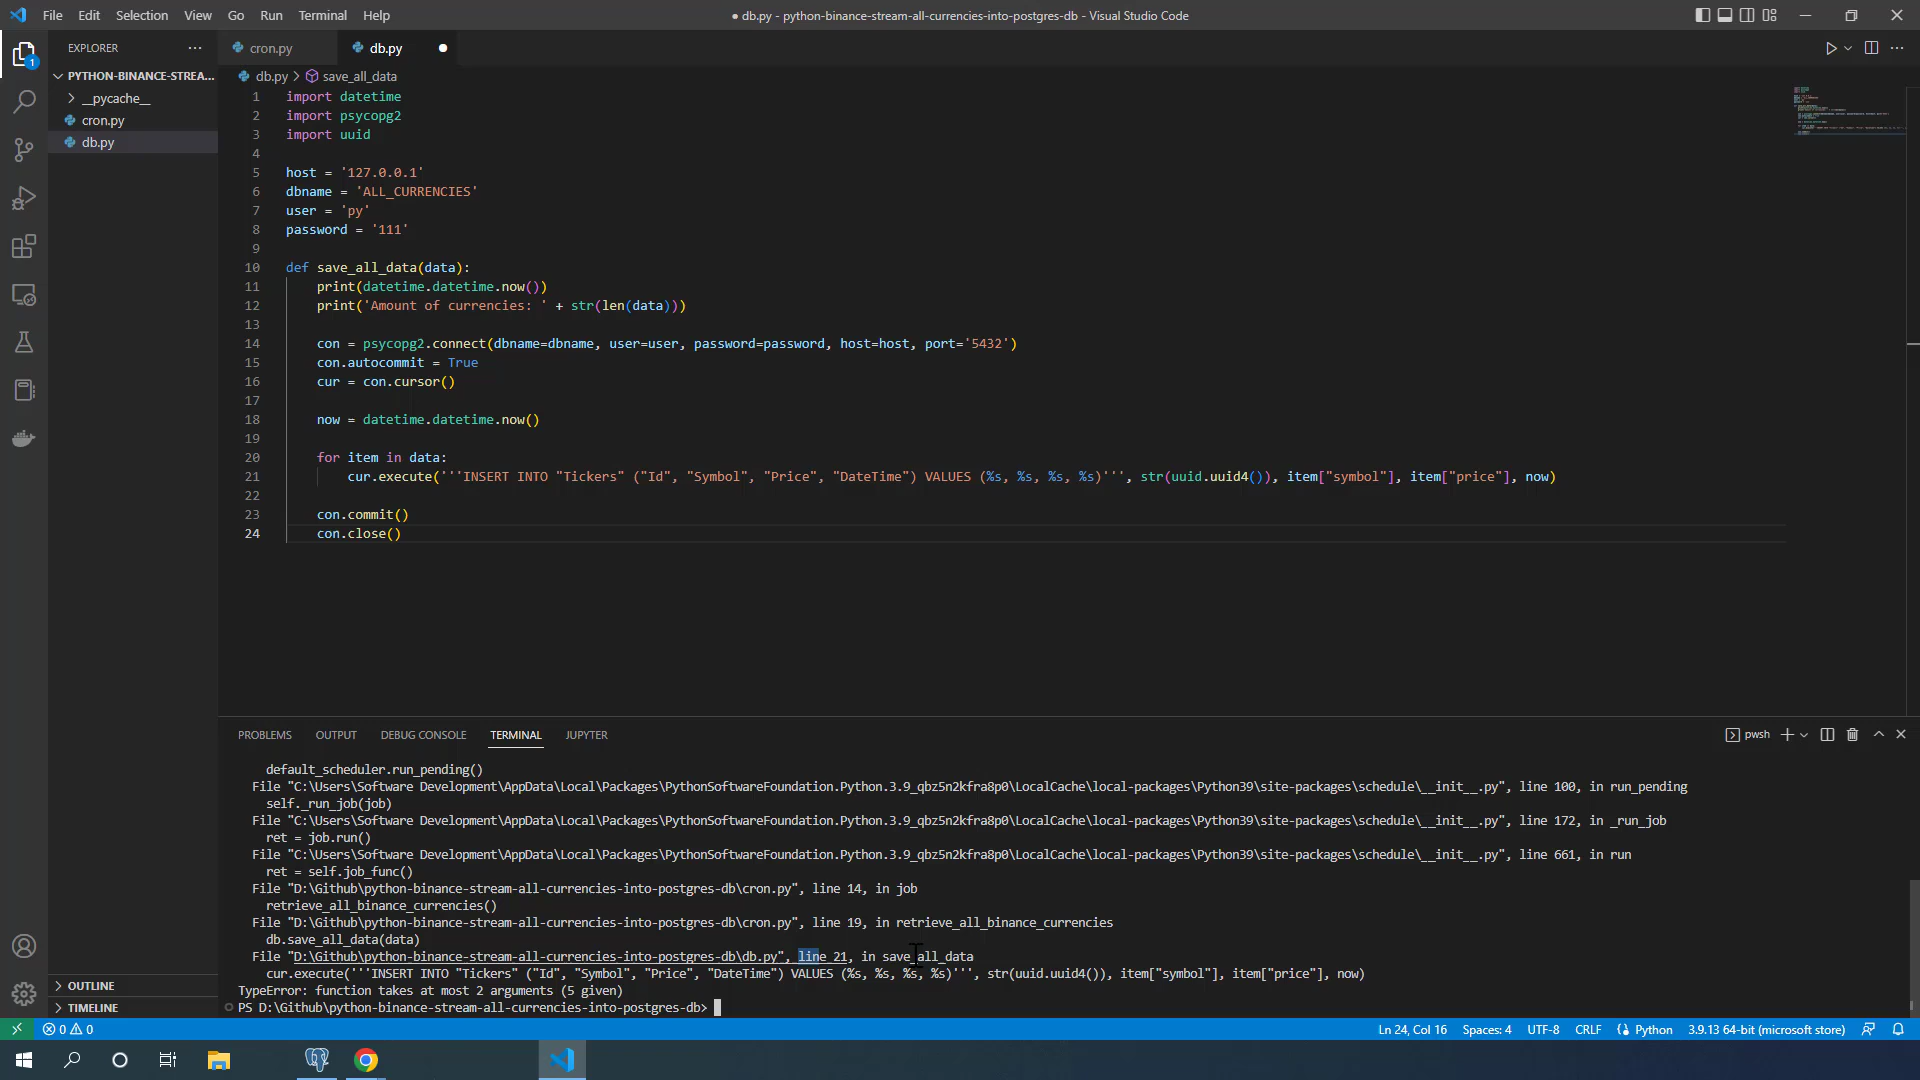 File Edit Selection View Go Run Terminal Help
● db.py - python-binance-stream-all-currencies-into-postgres-db - Visual Studio Code
EXPLORER ···
cron.py
db.py ●
1
PYTHON-BINANCE-STREA...
db.py > save_all_data
__pycache__
cron.py
db.py
1 import datetime
2 import psycopg2
3 import uuid
4
5 host = '127.0.0.1'
6 dbname = 'ALL_CURRENCIES'
7 user = 'py'
8 password = '111'
9
10 def save_all_data(data):
11 print(datetime.datetime.now())
12 print('Amount of currencies: ' + str(len(data)))
13
14 con = psycopg2.connect(dbname=dbname, user=user, password=password, host=host, port='5432')
15 con.autocommit = True
16 cur = con.cursor()
17
18 now = datetime.datetime.now()
19
20 for item in data:
21 cur.execute('''INSERT INTO "Tickers" ("Id", "Symbol", "Price", "DateTime") VALUES (%s, %s, %s, %s)''', str(uuid.uuid4()), item["symbol"], item["price"], now)
22
23 con.commit()
24 con.close()
PROBLEMS OUTPUT DEBUG CONSOLE TERMINAL JUPYTER
pwsh
default_scheduler.run_pending()
File "C:\Users\Software Development\AppData\Local\Packages\PythonSoftwareFoundation.Python.3.9_qbz5n2kfra8p0\LocalCache\local-packages\Python39\site-packages\schedule\__init__.py", line 100, in run_pending
self._run_job(job)
File "C:\Users\Software Development\AppData\Local\Packages\PythonSoftwareFoundation.Python.3.9_qbz5n2kfra8p0\LocalCache\local-packages\Python39\site-packages\schedule\__init__.py", line 172, in _run_job
ret = job.run()
File "C:\Users\Software Development\AppData\Local\Packages\PythonSoftwareFoundation.Python.3.9_qbz5n2kfra8p0\LocalCache\local-packages\Python39\site-packages\schedule\__init__.py", line 661, in run
ret = self.job_func()
File "D:\Github\python-binance-stream-all-currencies-into-postgres-db\cron.py", line 14, in job
retrieve_all_binance_currencies()
File "D:\Github\python-binance-stream-all-currencies-into-postgres-db\cron.py", line 19, in retrieve_all_binance_currencies
db.save_all_data(data)
File "D:\Github\python-binance-stream-all-currencies-into-postgres-db\db.py", line 21, in save_all_data
cur.execute('''INSERT INTO "Tickers" ("Id", "Symbol", "Price", "DateTime") VALUES (%s, %s, %s, %s)''', str(uuid.uuid4()), item["symbol"], item["price"], now)
TypeError: function takes at most 2 arguments (5 given)
PS D:\Github\python-binance-stream-all-currencies-into-postgres-db>
OUTLINE
TIMELINE
0 0
Ln 24, Col 16 Spaces: 4 UTF-8 CRLF Python 3.9.13 64-bit (microsoft store)